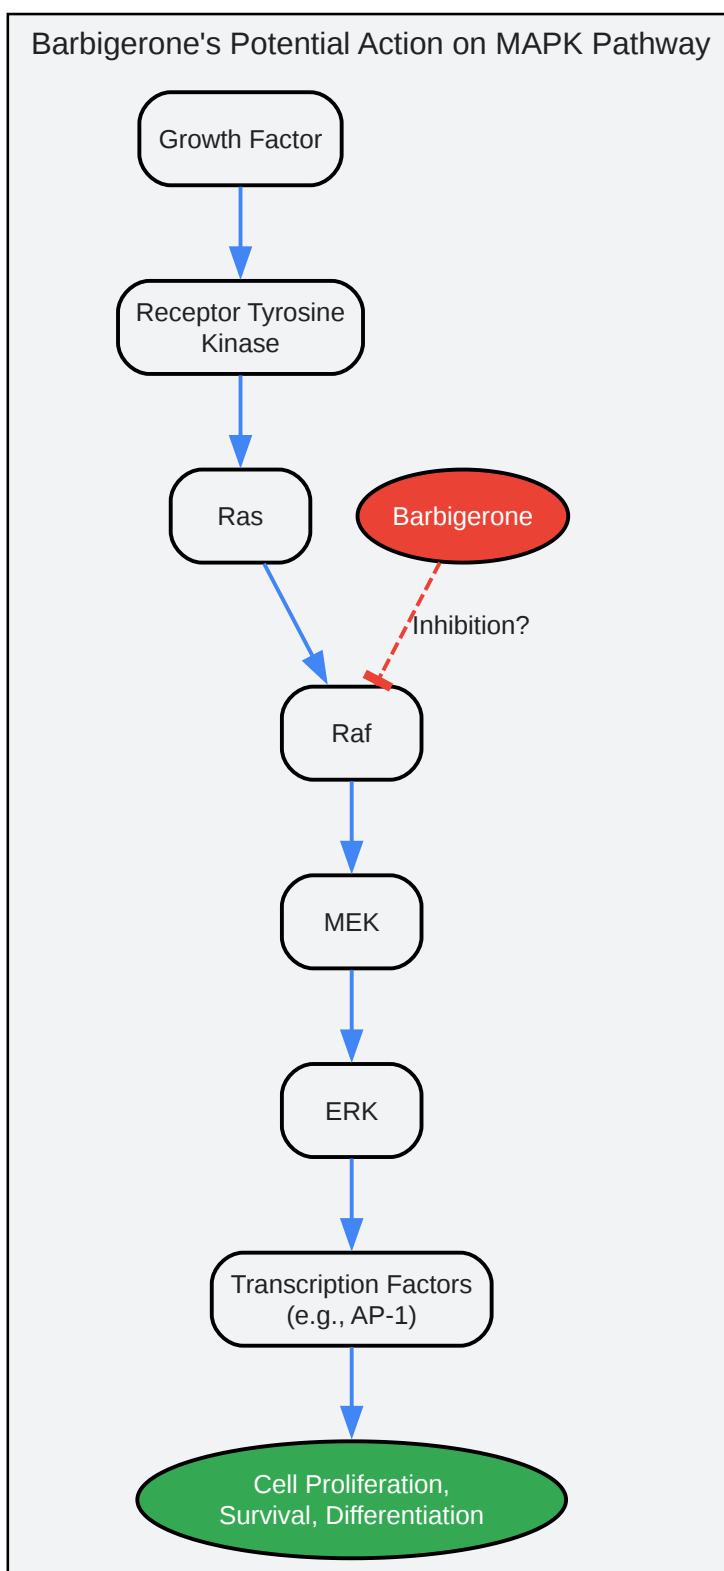 Barbigerone's Potential Action on MAPK Pathway
Growth Factor
Receptor Tyrosine
Kinase
Ras
Barbigerone
Inhibition?
Raf
MEK
ERK
Transcription Factors
(e.g., AP-1)
Cell Proliferation,
Survival, Differentiation